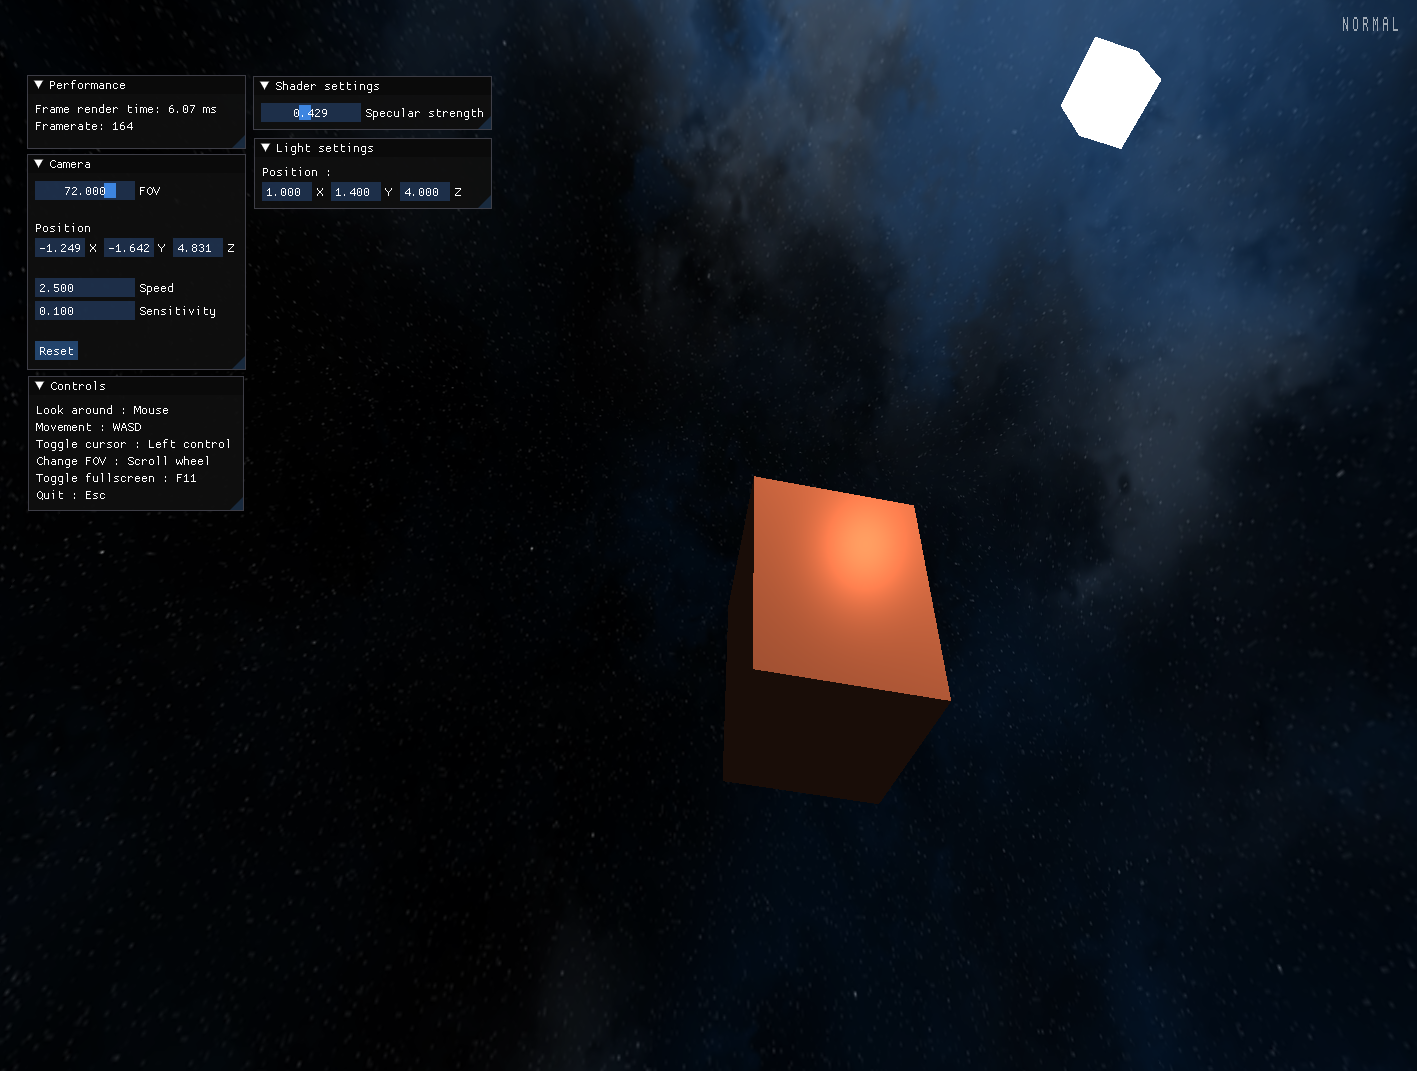 NORMAL
Performance
Frame render time: 6.07 ms
Framerate: 164
Camera
72.000 FOV
Position
-1.249 X -1.642 Y 4.831 Z
2.500 Speed
0.100 Sensitivity
Reset
Controls
Look around : Mouse
Movement : WASD
Toggle cursor : Left control
Change FOV : Scroll wheel
Toggle fullscreen : F11
Quit : Esc
Shader settings
0.429 Specular strength
Light settings
Position :
1.000 X 1.400 Y 4.000 Z